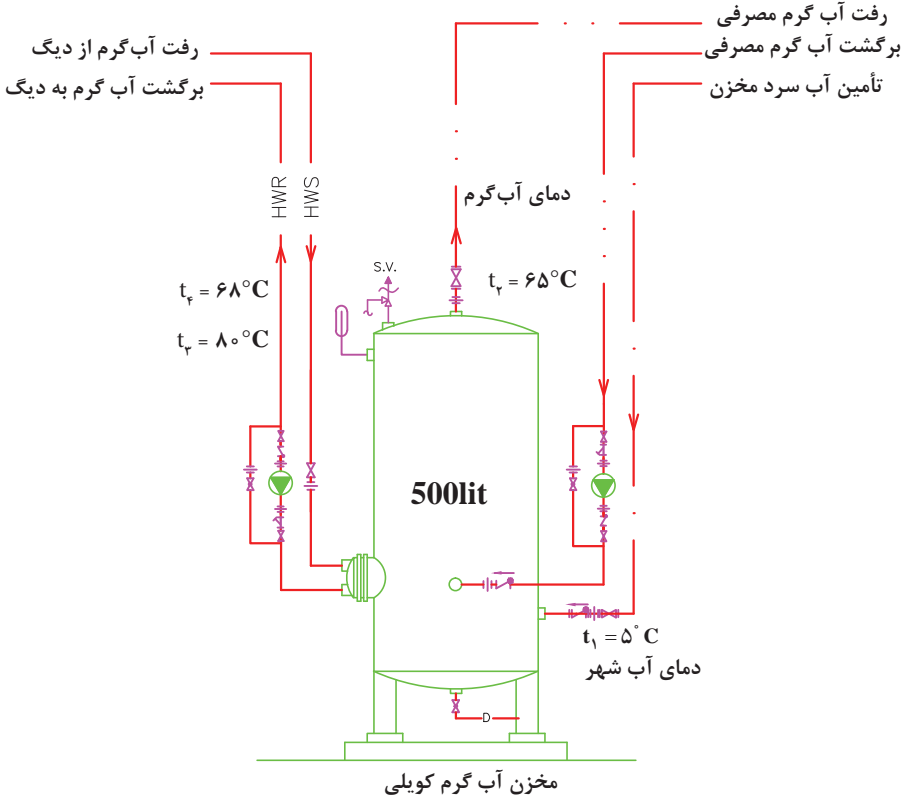 رفت آب گرم مصرفی
برگشت آب گرم مصرفی
تأمین آب سرد مخزن
رفت آب‌گرم از دیگ
برگشت آب گرم به دیگ
HWR
HWS
دمای آب‌گرم
S.V.
t۲ = ۶۵°C
t۴ = ۶۸°C
t۳ = ۸۰°C
500lit
t۱ = ۵°C
دمای آب شهر
D
مخزن آب گرم کویلی